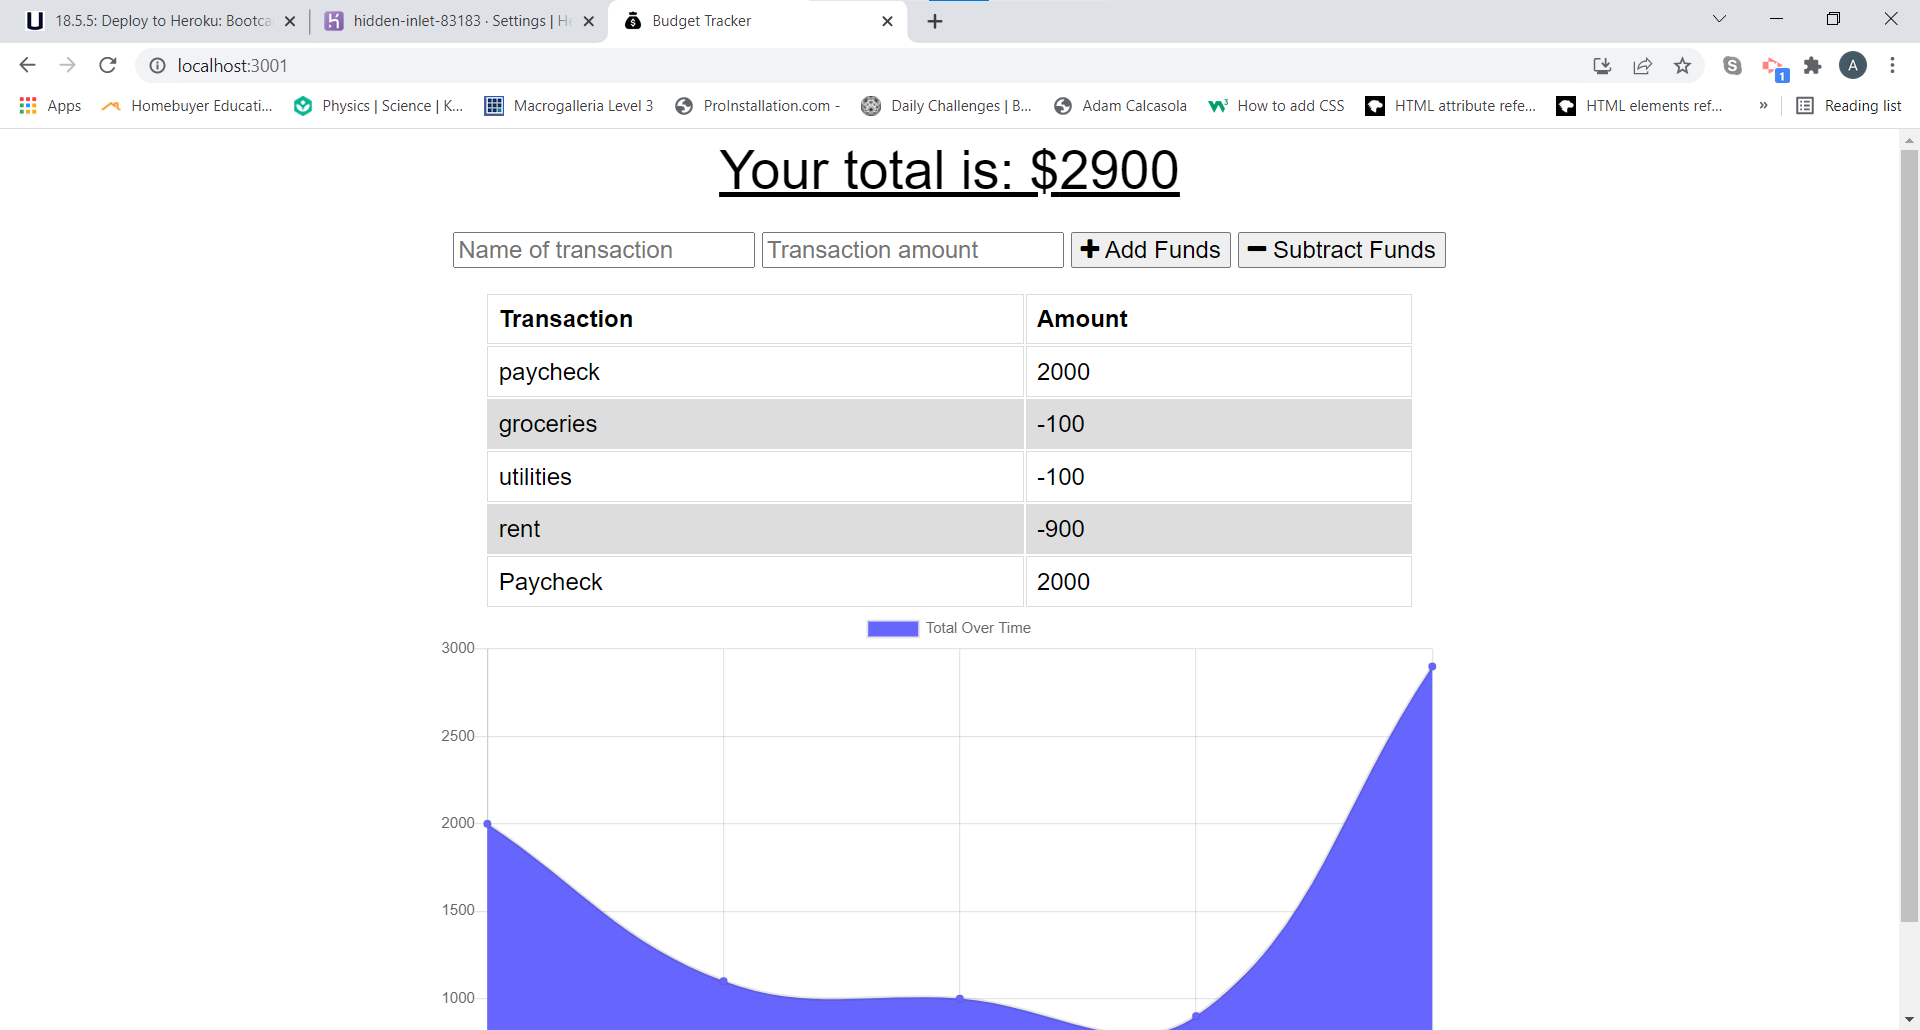 18.5.5: Deploy to Heroku: Bootca
hidden-inlet-83183 · Settings | He
Budget Tracker
localhost:3001
A
1
Apps
Homebuyer Educati...
Physics | Science | K...
Macrogalleria Level 3
ProInstallation.com -
Daily Challenges | B...
Adam Calcasola
How to add CSS
HTML attribute refe...
HTML elements ref...
»
Reading list
Your total is: $2900
Name of transaction
Transaction amount
Add Funds
Subtract Funds
Transaction Amount
paycheck 2000
groceries -100
utilities -100
rent -900
Paycheck 2000
Total Over Time
3000
2500
2000
1500
1000